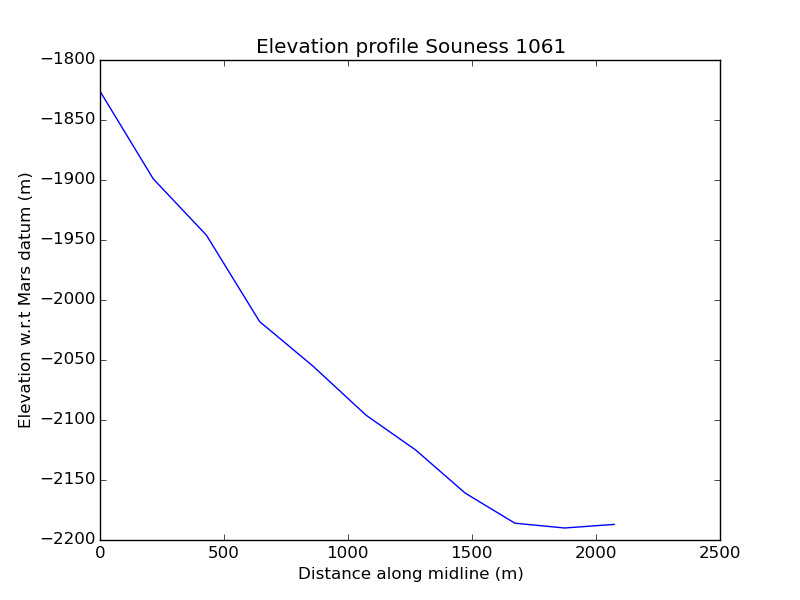 Elevation profile Souness 1061
−1800
−1850
−1900
−1950
−2000
−2050
−2100
−2150
−2200
Elevation w.r.t Mars datum (m)
0 500 1000 1500 2000 2500
Distance along midline (m)